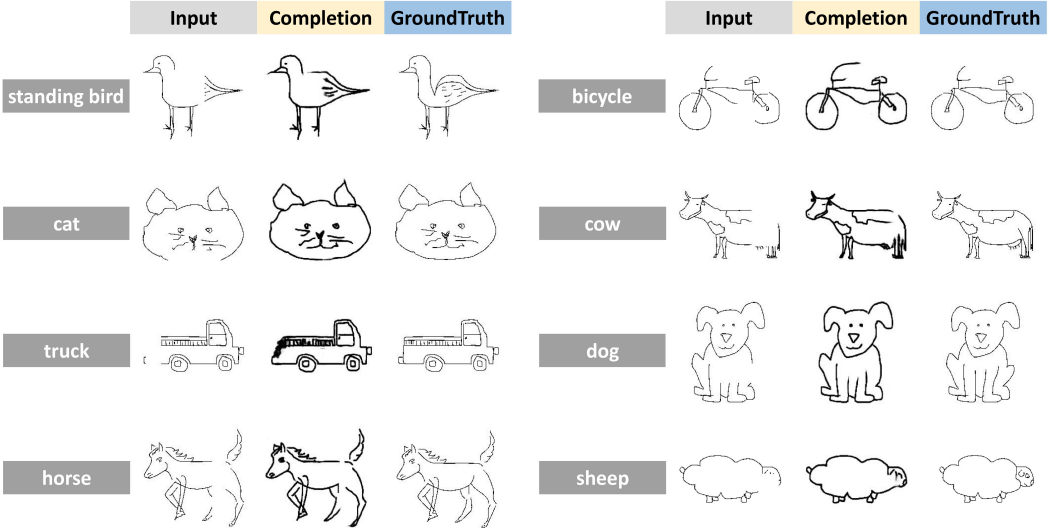 Input Completion GroundTruth Input Completion GroundTruth
standing bird bicycle
cat cow
truck dog
horse sheep